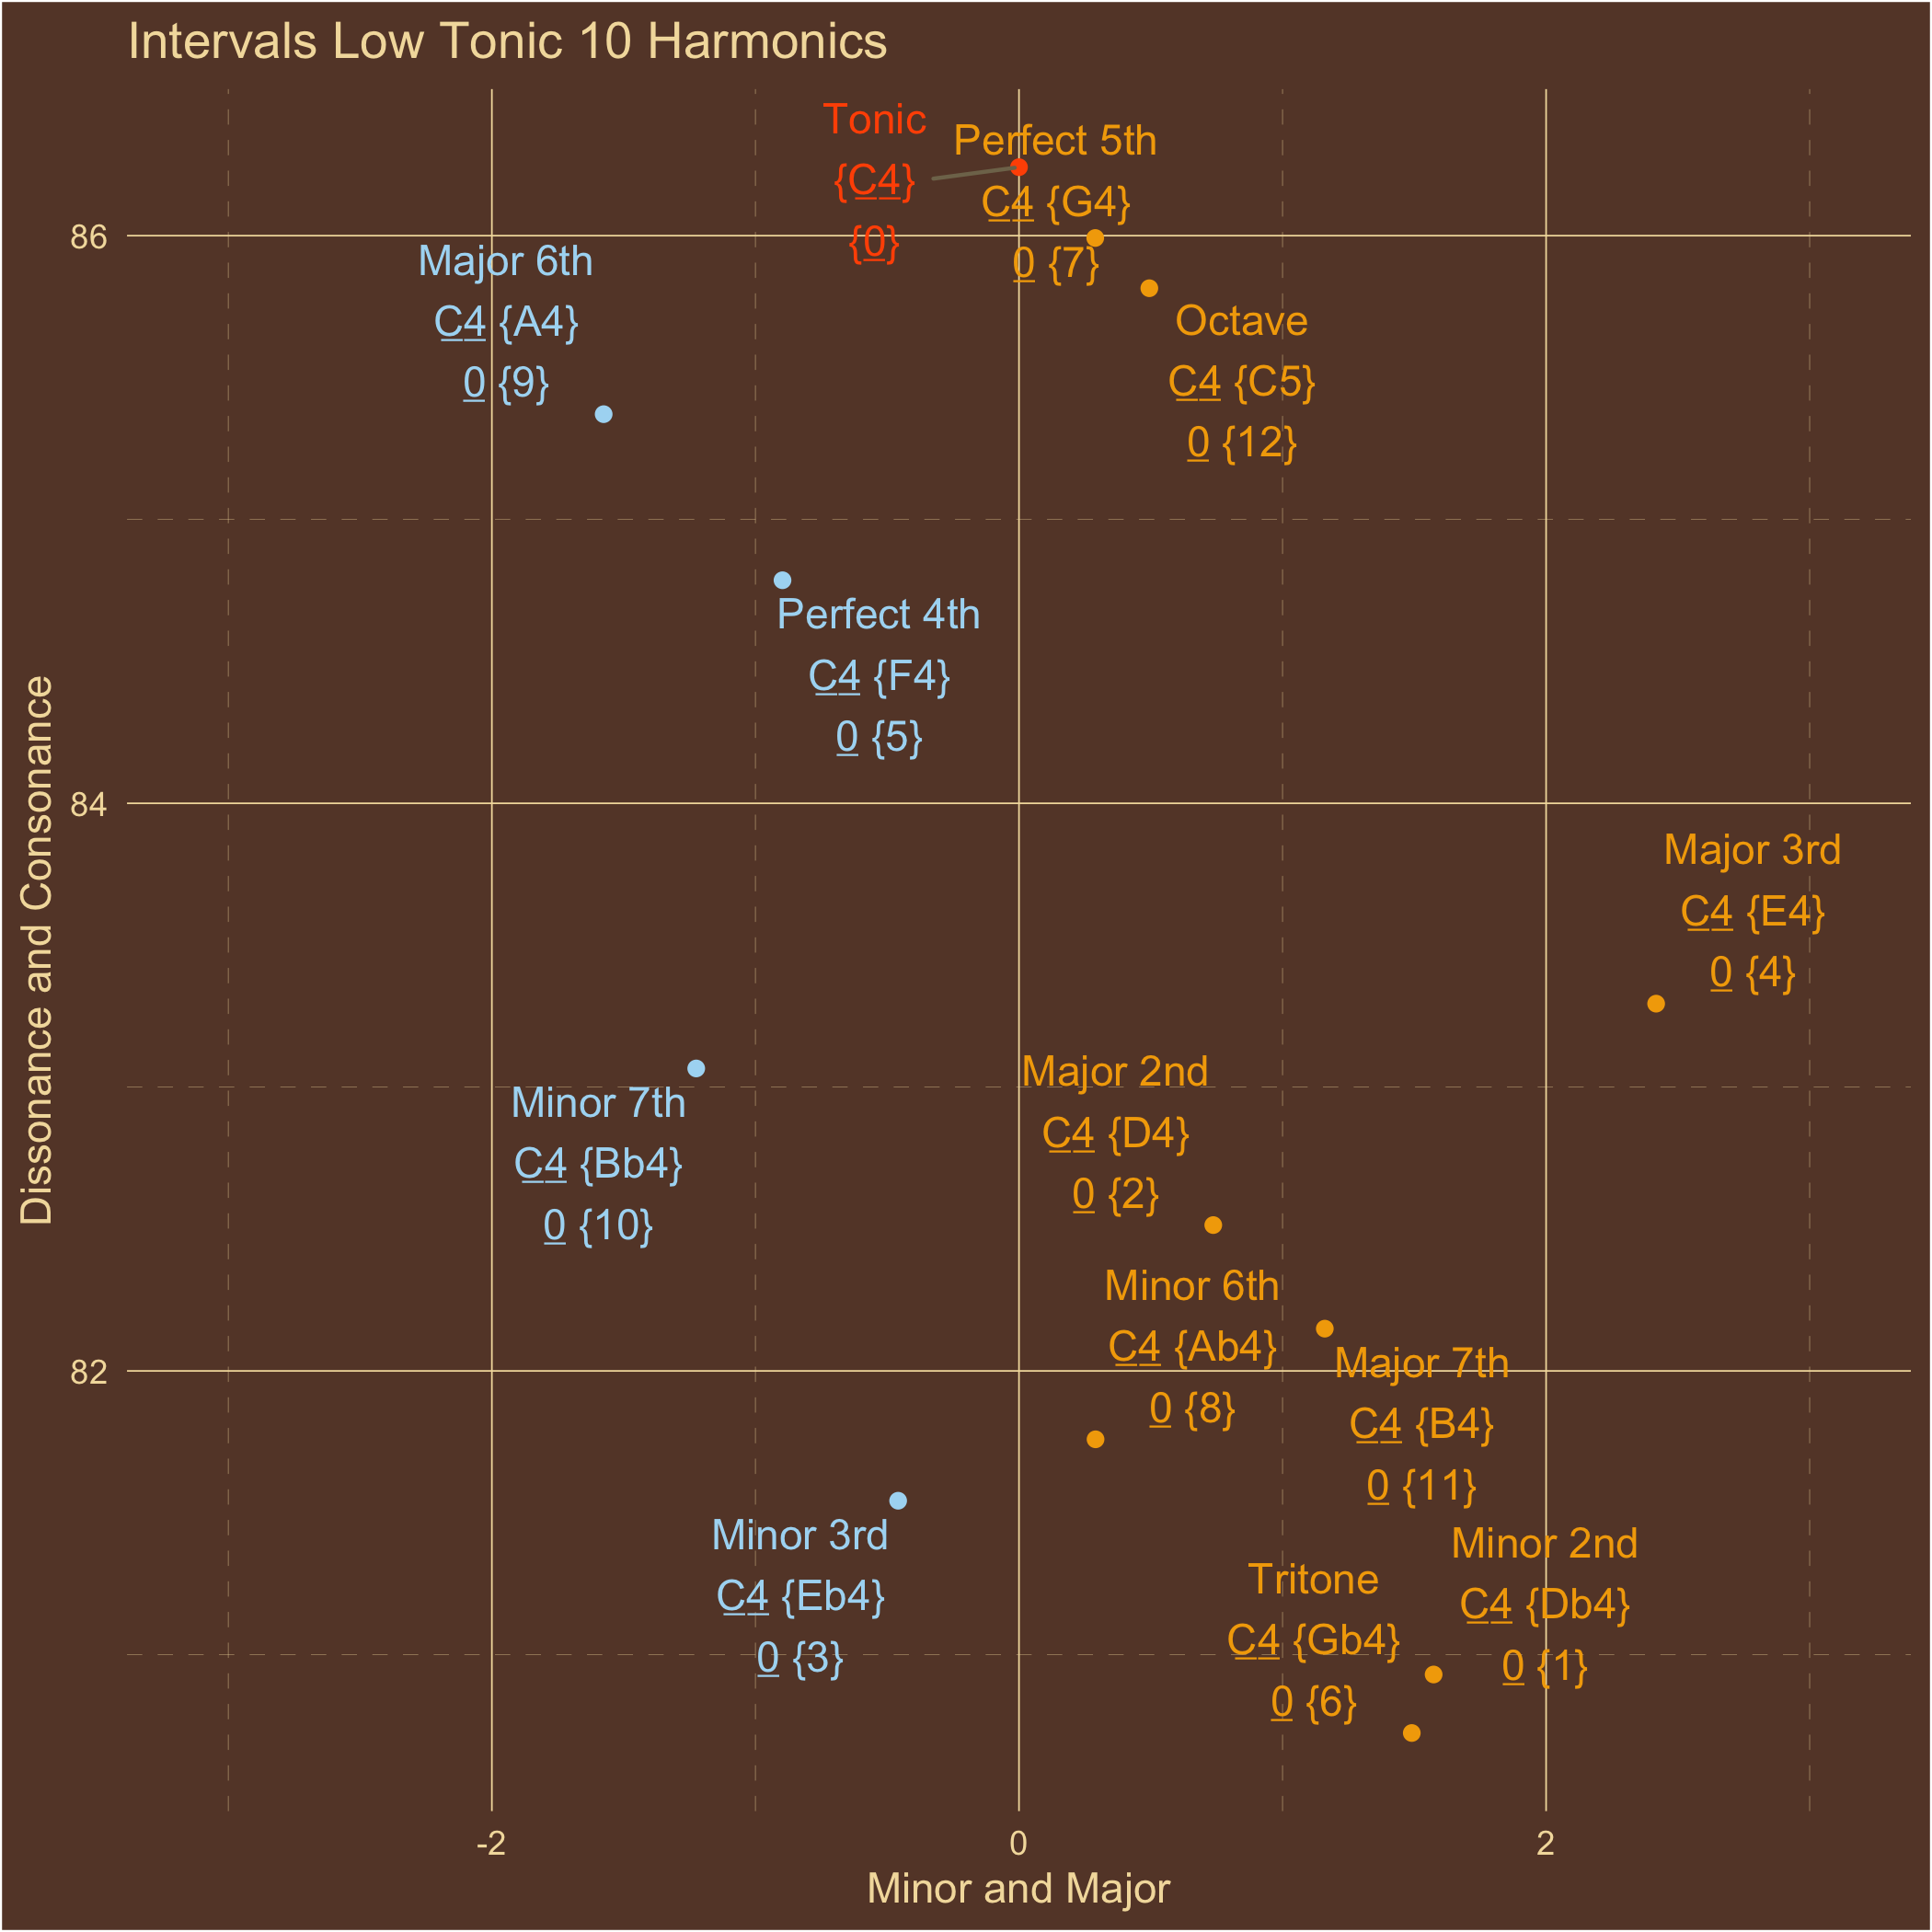 Intervals Low Tonic 10 Harmonics
Tonic
{C4}
{0}
Perfect 5th
C4 {G4}
0 {7}
86
Major 6th
C4 {A4}
0 {9}
Octave
C4 {C5}
0 {12}
Perfect 4th
C4 {F4}
0 {5}
84
Major 3rd
C4 {E4}
0 {4}
Dissonance and Consonance
Minor 7th
C4 {Bb4}
0 {10}
Major 2nd
C4 {D4}
0 {2}
Minor 6th
C4 {Ab4}
0 {8}
82
Major 7th
C4 {B4}
0 {11}
Minor 3rd
C4 {Eb4}
0 {3}
Tritone
C4 {Gb4}
0 {6}
Minor 2nd
C4 {Db4}
0 {1}
-2
0
2
Minor and Major